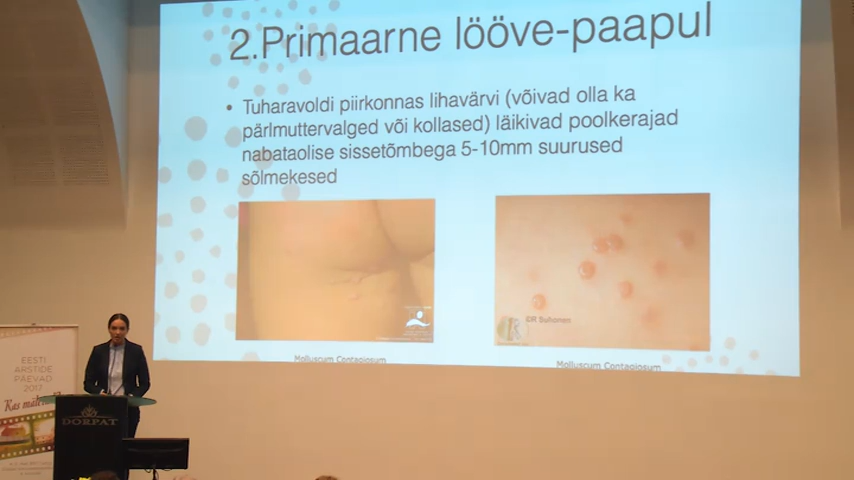 2.Primaarne lööve-paapul
• Tuharavoldi piirkonnas lihavärvi (võivad olla ka
pärlmuttervalged või kollased) läikivad poolkerajad
nabataolise sissetõmbega 5-10mm suurused
sõlmekesed
©R Suhonen
Molluscum Contagiosum
Molluscum Contagiosum
EESTI
ARSTIDE
PÄEVAD
2017
DORPAT